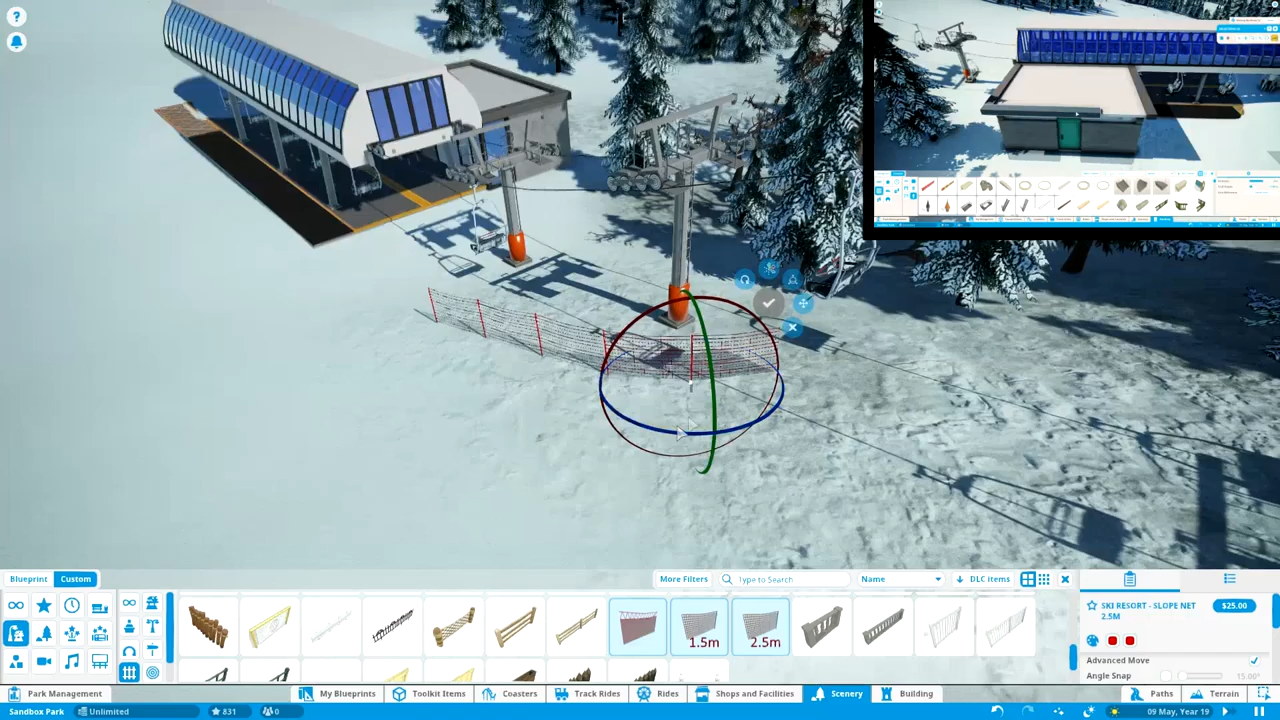 ?
Blueprint Custom More Filters Type to Search Name DLC items
1.5m 2.5m
SKI RESORT - SLOPE NET 2.5M $25.00
Advanced Move
Angle Snap 15.00°
Park Management My Blueprints Toolkit Items Coasters Track Rides Rides Shops and Facilities Scenery Building Paths Terrain
Sandbox Park Unlimited 831 0 09 May, Year 19